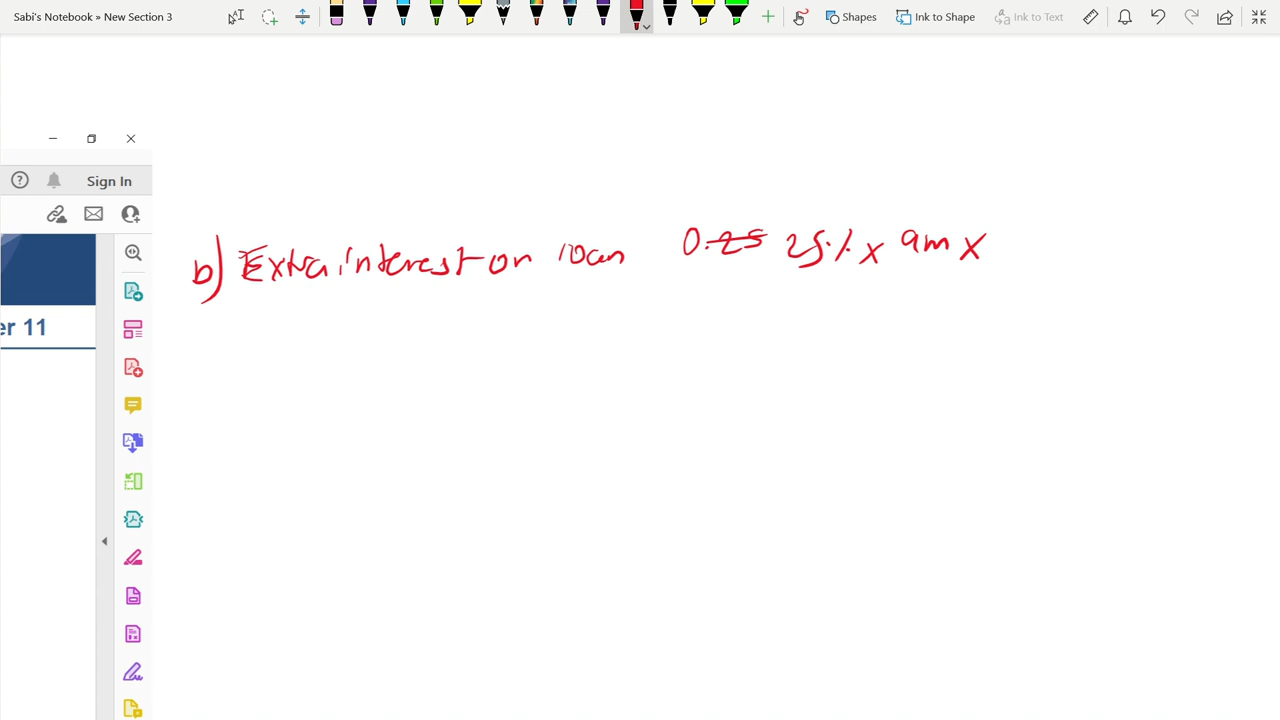 Sabi's Notebook » New Section 3
Shapes
Ink to Shape
Ink to Text
Sign In
er 11
b) Extra interest on loan 0.25 25% x 9m x